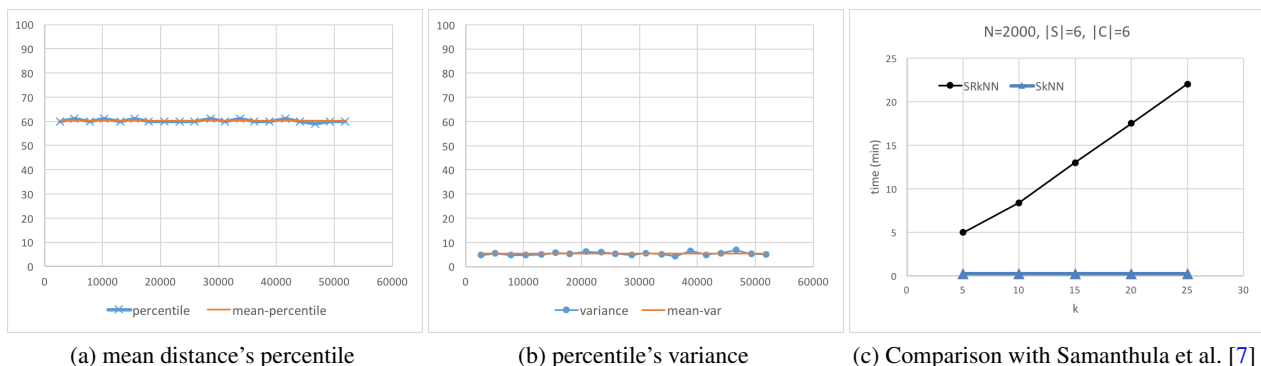 100
90
80
70
60
50
40
30
20
10
0
0 10000 20000 30000 40000 50000 60000
percentile mean-percentile
(a) mean distance's percentile
100
90
80
70
60
50
40
30
20
10
0
0 10000 20000 30000 40000 50000 60000
variance mean-var
(b) percentile's variance
N=2000, |S|=6, |C|=6
25
20
15
10
5
0
time (min)
SRkNN SkNN
0 5 10 15 20 25 30
k
(c) Comparison with Samanthula et al. [7]